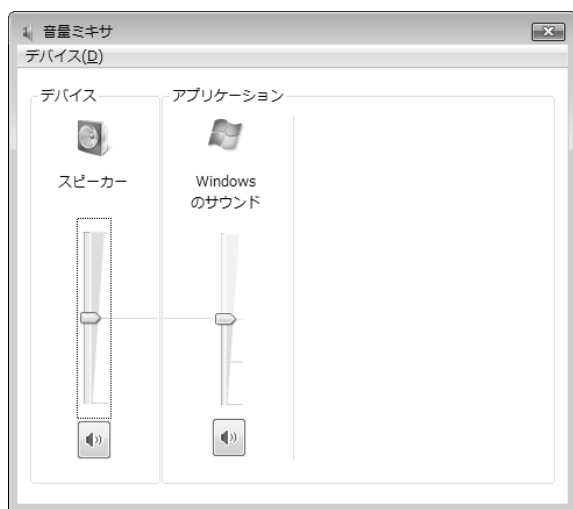 音量ミキサ
デバイス(D)
デバイス
アプリケーション
スピーカー
Windows
のサウンド